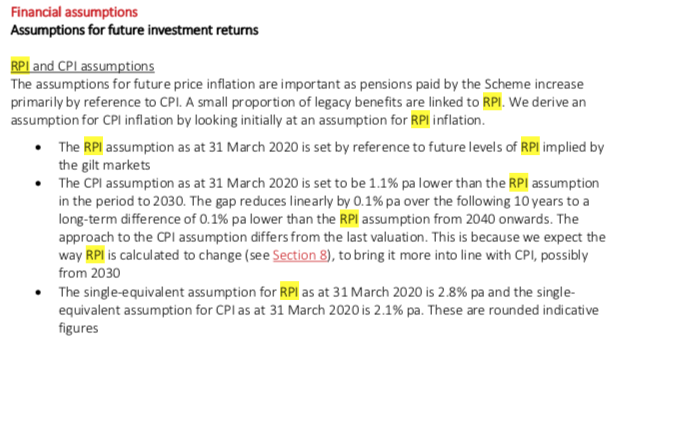 Financial assumptions
Assumptions for future investment returns
RPI and CPI assumptions
The assumptions for future price inflation are important as pensions paid by the Scheme increase
primarily by reference to CPI. A small proportion of legacy benefits are linked to RPI. We derive an
assumption for CPI inflation by looking initially at an assumption for RPI inflation.
• The RPI assumption as at 31 March 2020 is set by reference to future levels of RPI implied by
the gilt markets
• The CPI assumption as at 31 March 2020 is set to be 1.1% pa lower than the RPI assumption
in the period to 2030. The gap reduces linearly by 0.1% pa over the following 10 years to a
long-term difference of 0.1% pa lower than the RPI assumption from 2040 onwards. The
approach to the CPI assumption differs from the last valuation. This is because we expect the
way RPI is calculated to change (see Section 8), to bring it more into line with CPI, possibly
from 2030
• The single-equivalent assumption for RPI as at 31 March 2020 is 2.8% pa and the single-
equivalent assumption for CPI as at 31 March 2020 is 2.1% pa. These are rounded indicative
figures